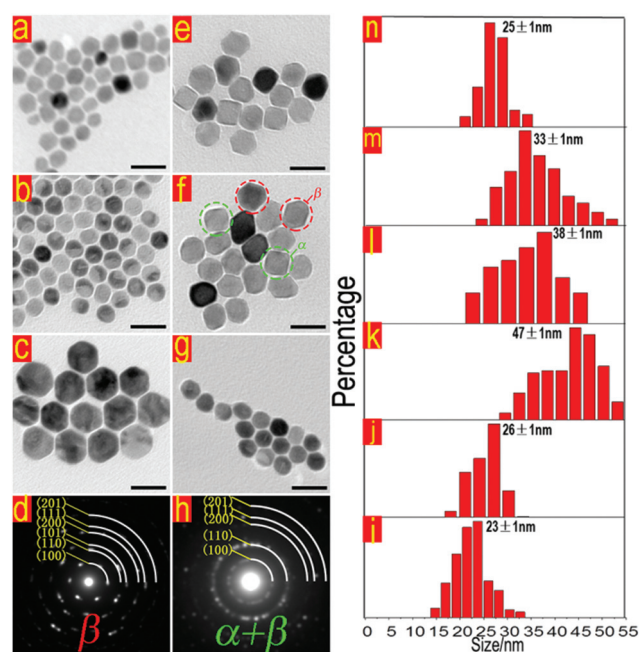 a
b
c
d
(201)
(111)
(200)
(101)
(110)
(100)
β
e
f
β
α
g
h
(201)
(111)
(200)
(110)
(100)
α+β
Percentage
n
25±1nm
m
33±1nm
l
38±1nm
k
47±1nm
j
26±1nm
i
23±1nm
0 5 10 15 20 25 30 35 40 45 50 55
Size/nm